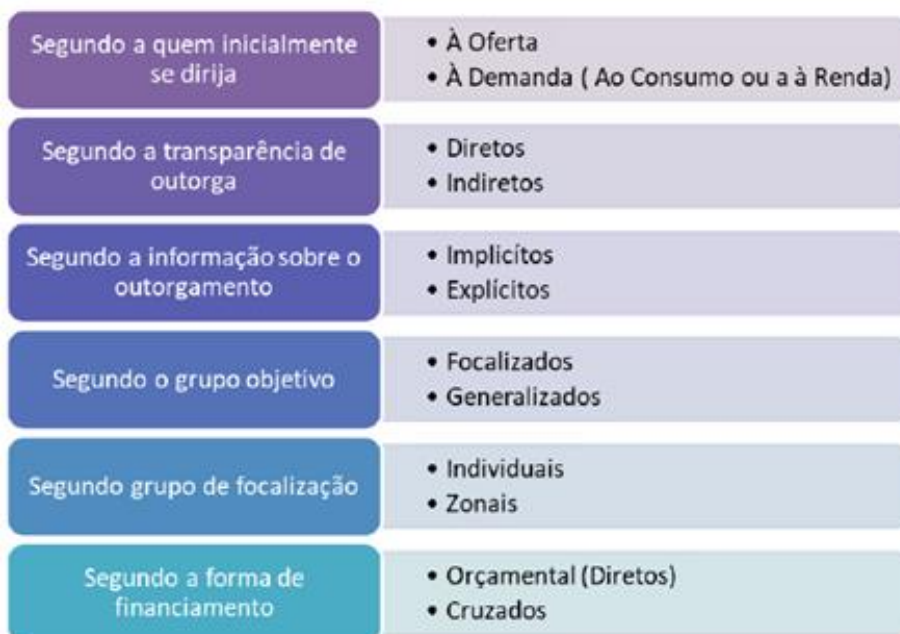 Segundo a quem inicialmente
se dirija
• À Oferta
• À Demanda ( Ao Consumo ou a à Renda)
Segundo a transparência de
outorga
• Diretos
• Indiretos
Segundo a informação sobre o
outorgamento
• Implicítos
• Explícitos
Segundo o grupo objetivo
• Focalizados
• Generalizados
Segundo grupo de focalização
• Individuais
• Zonais
Segundo a forma de
financiamento
• Orçamental (Diretos)
• Cruzados